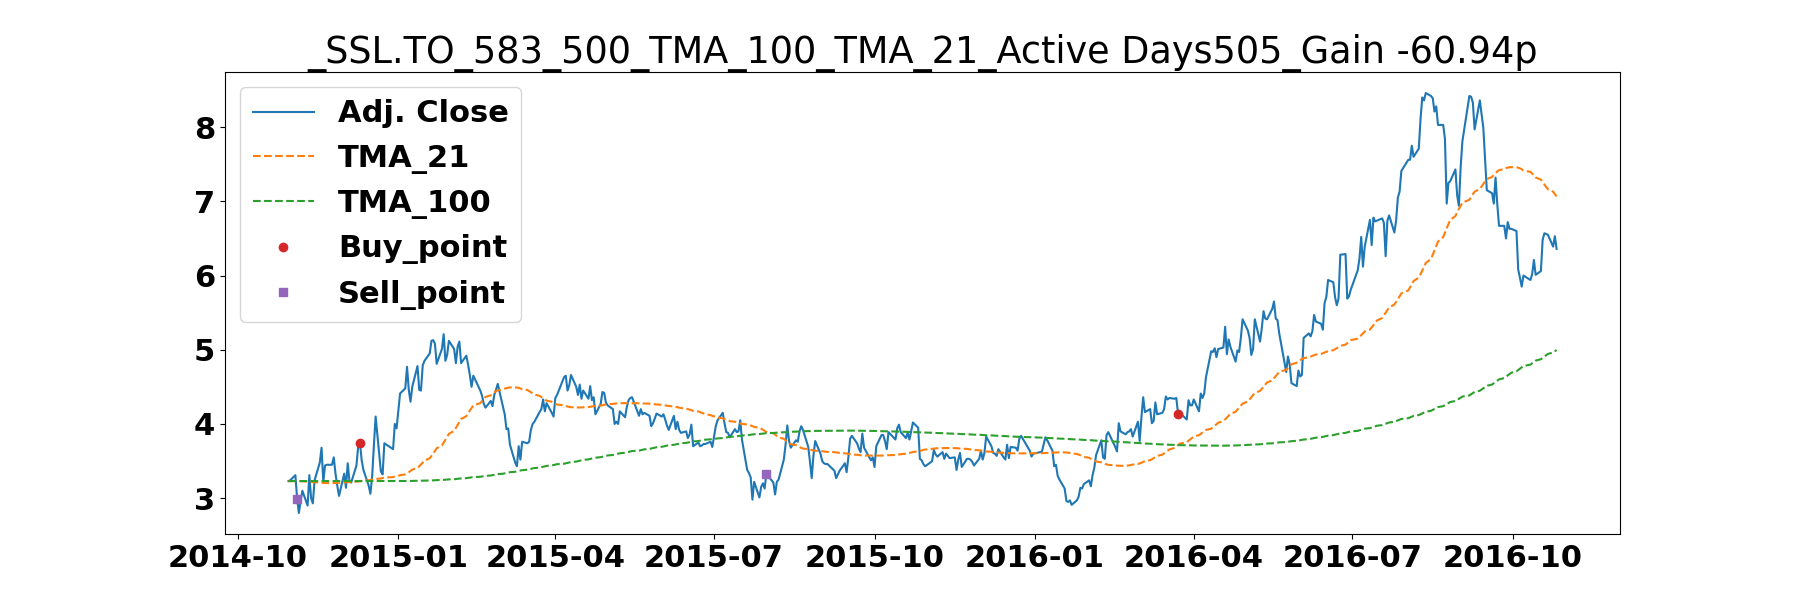 _SSL.TO_583_500_TMA_100_TMA_21_Active Days505_Gain -60.94p
Adj. Close
TMA_21
TMA_100
Buy_point
Sell_point
8
7
6
5
4
3
2014-10 2015-01 2015-04 2015-07 2015-10 2016-01 2016-04 2016-07 2016-10